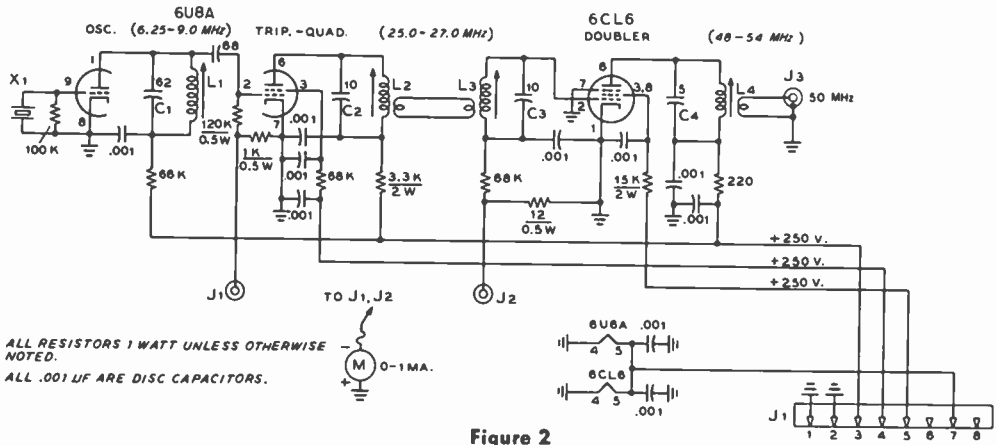 6U8A
OSC. (6.25-9.0 MHz) TRIP.-QUAD. (25.0-27.0 MHz)
6CL6
DOUBLER (48-54 MHz)
X1
9
1
8
100K
.001
62
C1
L1
68
66K
2
6
3
7
120K
0.5W
1K
0.5W
.001
.001
.001
68K
10
C2
L2
3.3K
2W
L3
10
C3
68K
.001
12
0.5W
7
2
6
3,8
1
.001
15K
2W
5
C4
.001
.001
220
L4
J3
50 MHz
+250 V.
+250 V.
+250 V.
J1
J2
TO J1, J2
-
M
+
0-1MA.
ALL RESISTORS 1 WATT UNLESS OTHERWISE
NOTED.
ALL .001 UF ARE DISC CAPACITORS.
6U6A .001
4 5
6CL6
4 5
.001
J1
1 2 3 4 5 6 7 8
Figure 2